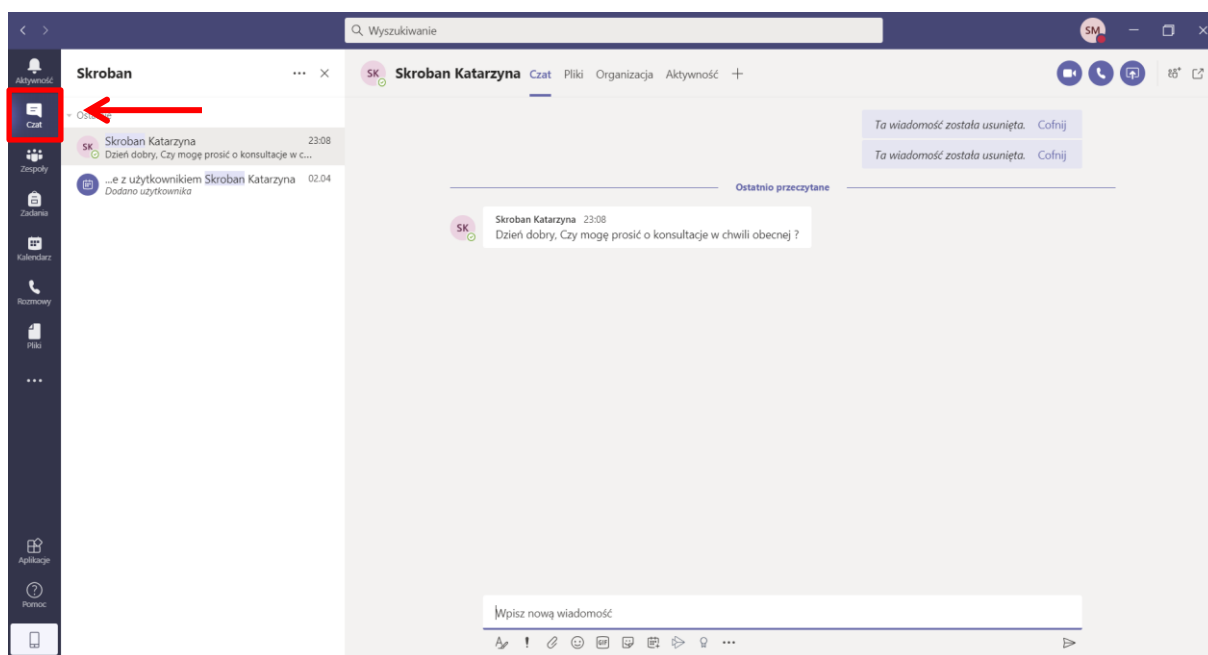 Wyszukiwanie
SM
Aktywność
Czat
Zespoły
Zadania
Kalendarz
Rozmowy
Pliki
Aplikacje
Pomoc
Skroban
SK
Skroban Katarzyna 23:08
Dzień dobry, Czy mogę prosić o konsultacje w c...
...e z użytkownikiem Skroban Katarzyna 02.04
Dodano użytkownika
SK Skroban Katarzyna Czat Pliki Organizacja Aktywność
Ta wiadomość została usunięta. Cofnij
Ta wiadomość została usunięta. Cofnij
Ostatnio przeczytane
SK
Skroban Katarzyna 23:08
Dzień dobry, Czy mogę prosić o konsultacje w chwili obecnej ?
Wpisz nową wiadomość
GIF